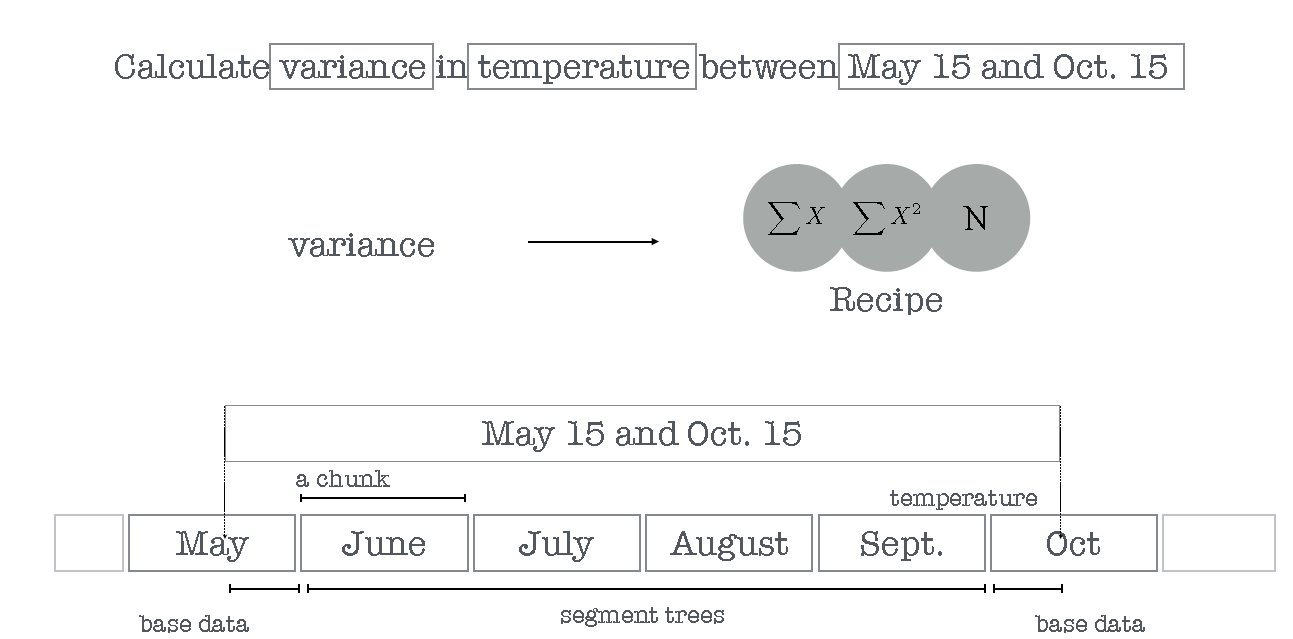 Calculate variance in temperature between May 15 and Oct. 15
variance
∑X ∑X² N
Recipe
May 15 and Oct. 15
a chunk
temperature
May June July August Sept. Oct
base data segment trees base data